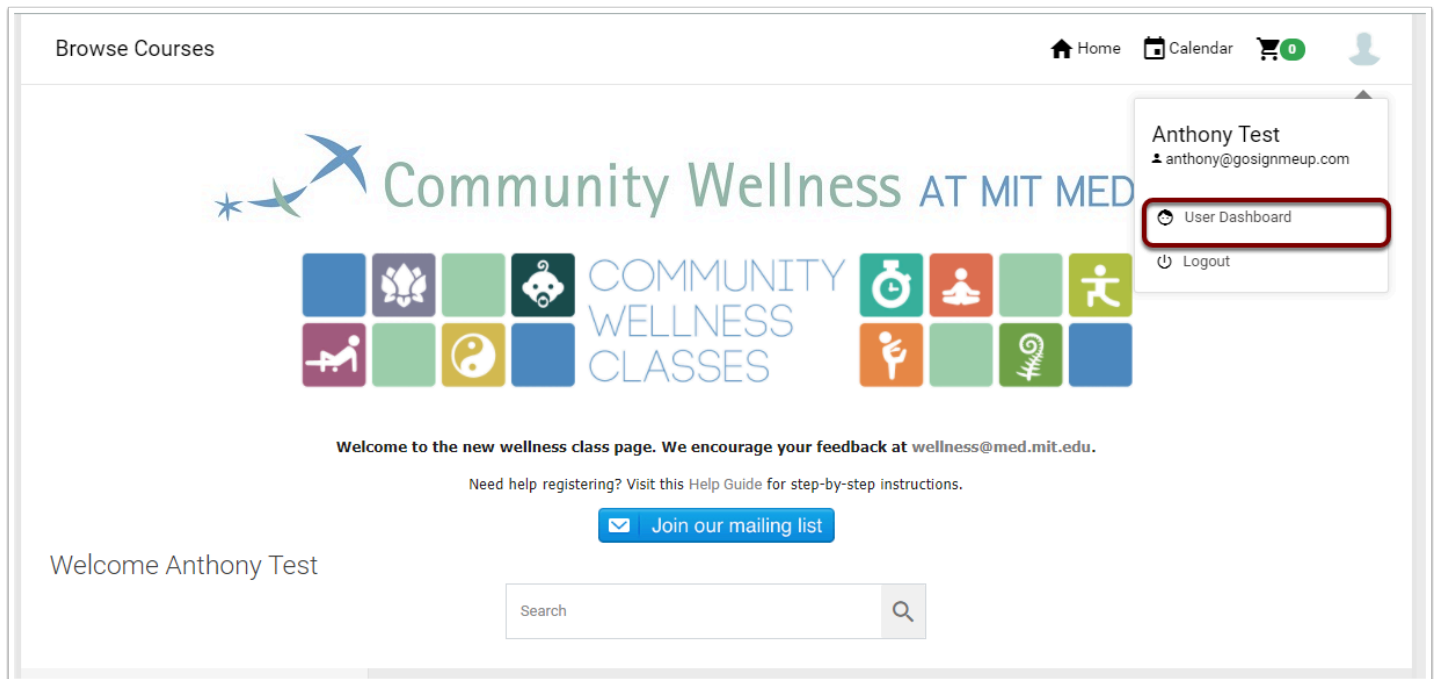 Browse Courses
Home
Calendar
0
Anthony Test
anthony@gosignmeup.com
User Dashboard
Logout
Community Wellness AT MIT MED
COMMUNITY
WELLNESS
CLASSES
Welcome to the new wellness class page. We encourage your feedback at wellness@med.mit.edu.
Need help registering? Visit this Help Guide for step-by-step instructions.
Join our mailing list
Welcome Anthony Test
Search